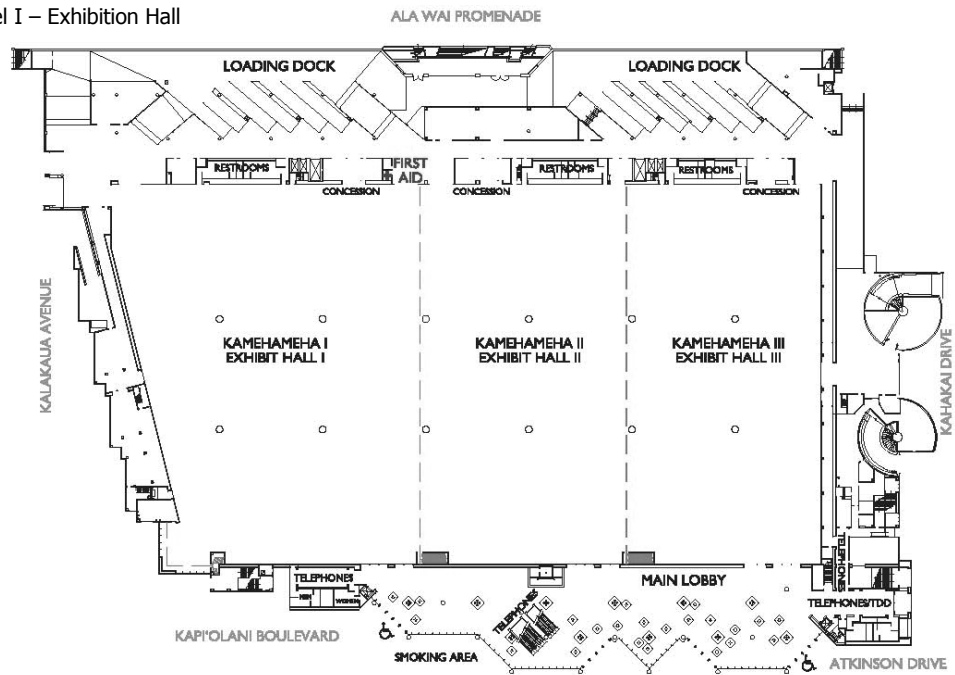 el I – Exhibition Hall
ALA WAI PROMENADE
LOADING DOCK
LOADING DOCK
RESTROOMS
FIRST
AID
RESTROOMS
RESTROOMS
CONCESSION
CONCESSION
CONCESSION
KALAKAUA AVENUE
KAMEHAMEHA I
EXHIBIT HALL I
KAMEHAMEHA II
EXHIBIT HALL II
KAMEHAMEHA III
EXHIBIT HALL III
KAHAKAI DRIVE
TELEPHONES
MEN
WOMEN
TELEPHONES
MAIN LOBBY
TELEPHONES
TELEPHONES/TDD
KAPI'OLANI BOULEVARD
SMOKING AREA
ATKINSON DRIVE